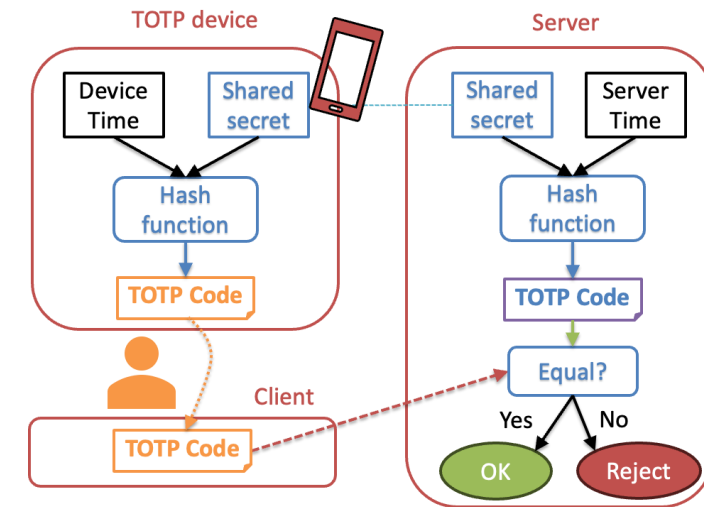 TOTP device
Device
Time
Shared
secret
Hash
function
TOTP Code
Client
TOTP Code
Server
Shared
secret
Server
Time
Hash
function
TOTP Code
Equal?
Yes
No
OK
Reject